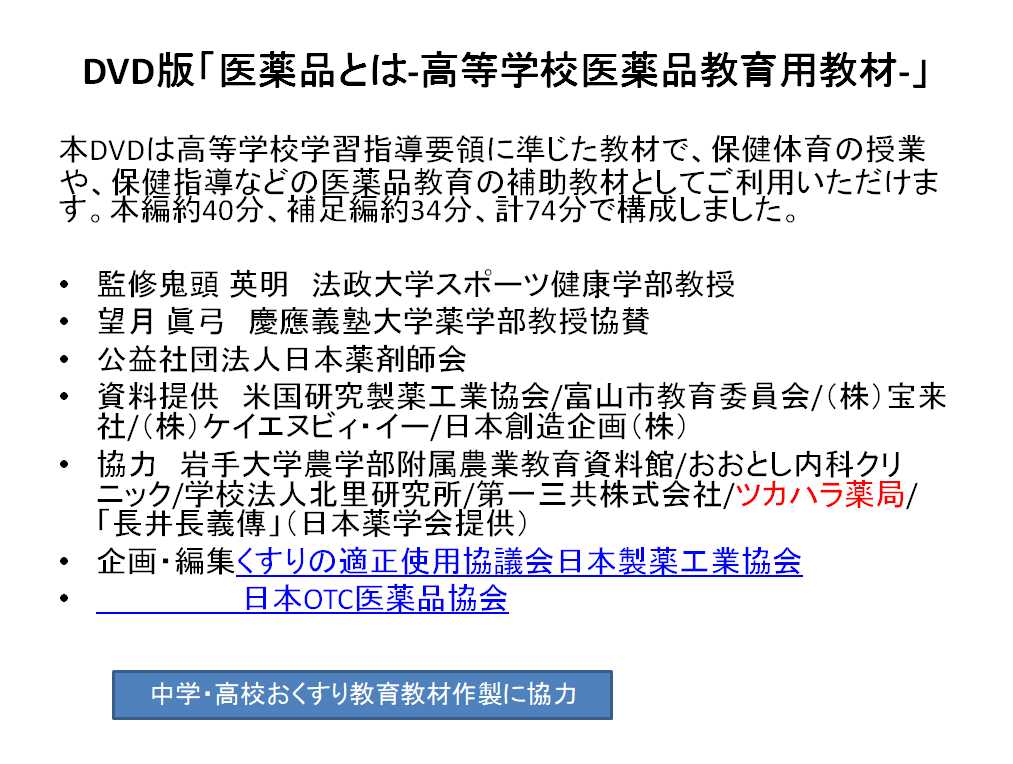 DVD版「医薬品とは-高等学校医薬品教育用教材-」
本DVDは高等学校学習指導要領に準じた教材で、保健体育の授業
や、保健指導などの医薬品教育の補助教材としてご利用いただけま
す。本編約40分、補足編約34分、計74分で構成しました。
• 監修鬼頭 英明　法政大学スポーツ健康学部教授
• 望月 眞弓　慶應義塾大学薬学部教授協賛
• 公益社団法人日本薬剤師会
• 資料提供　米国研究製薬工業協会/富山市教育委員会/（株）宝来
社/（株）ケイエヌビィ・イー/日本創造企画（株）
• 協力　岩手大学農学部附属農業教育資料館/おおとし内科クリ
ニック/学校法人北里研究所/第一三共株式会社/ツカハラ薬局/
「長井長義傳」（日本薬学会提供）
• 企画・編集くすりの適正使用協議会日本製薬工業協会
• 日本OTC医薬品協会
中学・高校おくすり教育教材作製に協力